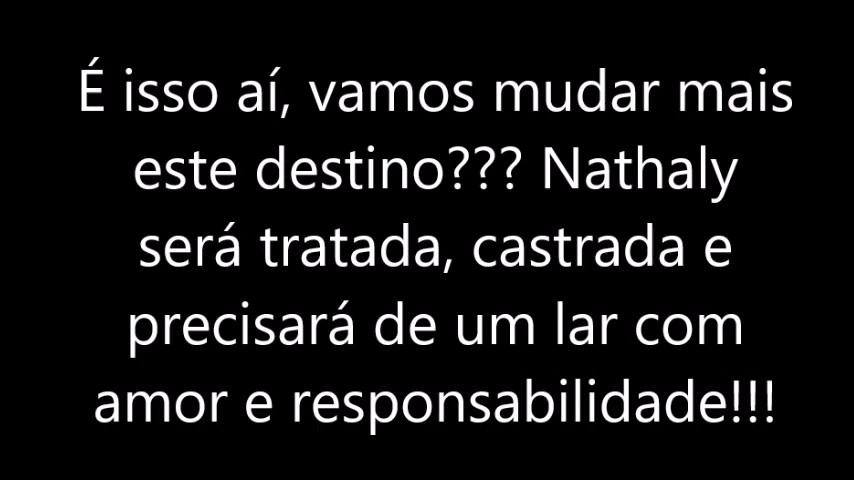 É isso aí, vamos mudar mais
este destino??? Nathaly
será tratada, castrada e
precisará de um lar com
amor e responsabilidade!!!